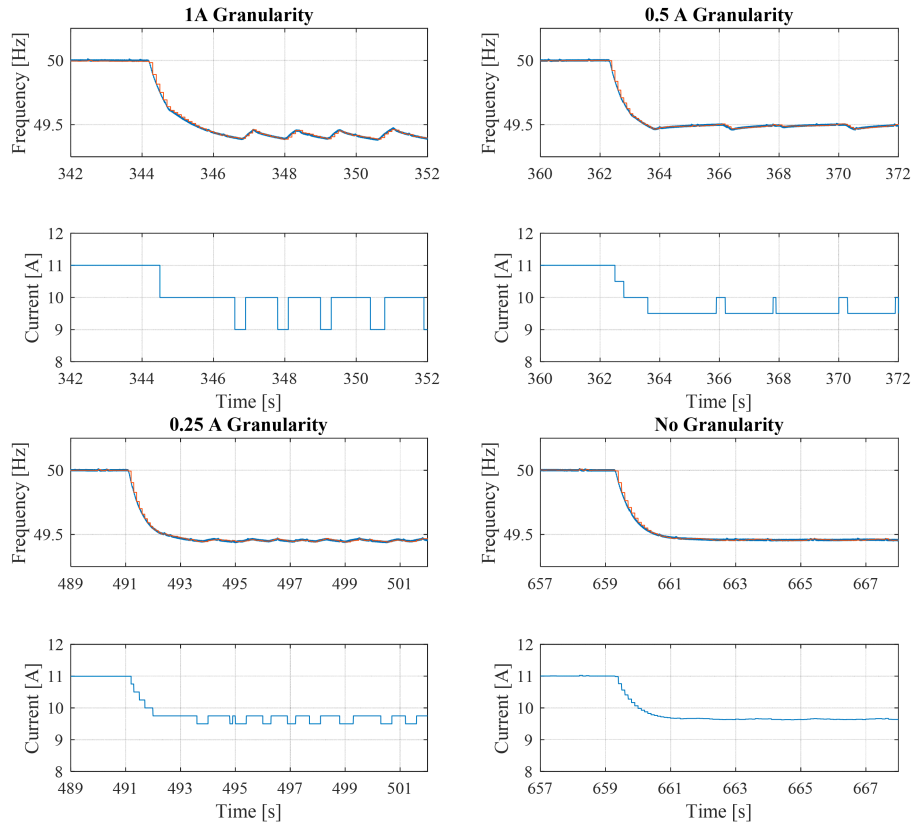 1A Granularity
Frequency [Hz]
50
49.5
342 344 346 348 350 352
Current [A]
12
11
10
9
8
342 344 346 348 350 352
Time [s]
0.5 A Granularity
Frequency [Hz]
50
49.5
360 362 364 366 368 370 372
Current [A]
12
11
10
9
8
360 362 364 366 368 370 372
Time [s]
0.25 A Granularity
Frequency [Hz]
50
49.5
489 491 493 495 497 499 501
Current [A]
12
11
10
9
8
489 491 493 495 497 499 501
Time [s]
No Granularity
Frequency [Hz]
50
49.5
657 659 661 663 665 667
Current [A]
12
11
10
9
8
657 659 661 663 665 667
Time [s]